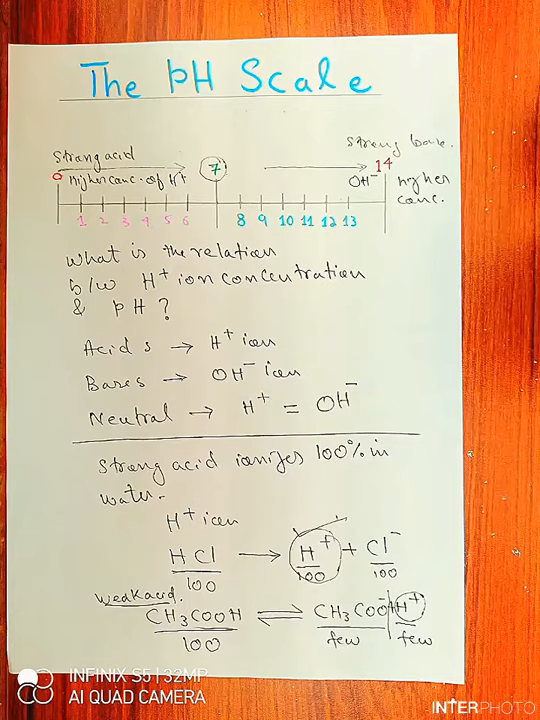 The pH Scale
Strong acid
Strong base.
0 Higher conc. of H⁺ 7 14
OH⁻ higher
conc.
1 2 3 4 5 6 8 9 10 11 12 13
What is the relation
b/w H⁺ ion concentration
& pH ?
Acids → H⁺ ion
Bases → OH⁻ ion
Neutral → H⁺ = OH⁻
Strong acid ionizes 100% in
water.
H⁺ ion
HCl → H⁺ + Cl⁻
100 100 100
Weak acid.
CH₃COOH ⇌ CH₃COO⁻ + H⁺
100 few few
INFINIX S5 | 32MP
AI QUAD CAMERA
INTERPHOTO